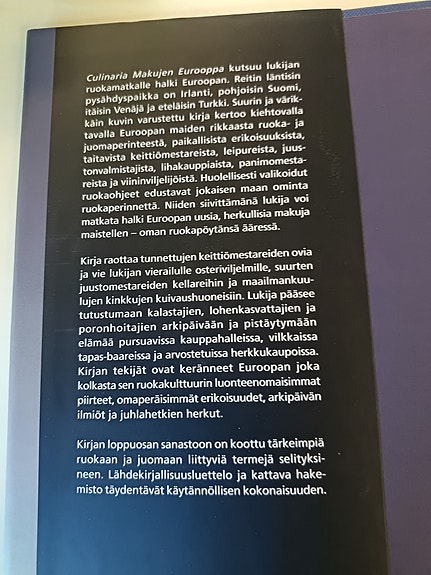 Culinaria Makujen Eurooppa kutsuu lukijan
ruokamatkalle halki Euroopan. Reitin läntisin
pysähdyspaikka on Irlanti, pohjoisin Suomi,
itäisin Venäjä ja eteläisin Turkki. Suurin ja värik-
käin kuvin varustettu kirja kertoo kiehtovalla
tavalla Euroopan maiden rikkaasta ruoka- ja
juomaperinteestä, paikallisista erikoisuuksista,
taitavista keittiömestareista, leipureista, juus-
tonvalmistajista, lihakauppiaista, panimomesta-
reista ja viininviljelijöistä. Huolellisesti valikoidut
ruokaohjeet edustavat jokaisen maan ominta
ruokaperinnettä. Niiden siivittämänä lukija voi
matkata halki Euroopan uusia, herkullisia makuja
maistellen – oman ruokapöytänsä ääressä.
Kirja raottaa tunnettujen keittiömestareiden ovia
ja vie lukijan vierailulle osteriviljelmille, suurten
juustomestareiden kellareihin ja maailmankuu-
lujen kinkkujen kuivaushuoneisiin. Lukija pääsee
tutustumaan kalastajien, lohenkasvattajien ja
poronhoitajien arkipäivään ja pistäytymään
elämää pursuavissa kauppahalleissa, vilkkaissa
tapas-baareissa ja arvostetuissa herkkukaupoissa.
Kirjan tekijät ovat keränneet Euroopan joka
kolkasta sen ruokakulttuurin luonteenomaisimmat
piirteet, omaperäisimmät erikoisuudet, arkipäivän
ilmiöt ja juhlahetkien herkut.
Kirjan loppuosan sanastoon on koottu tärkeimpiä
ruokaan ja juomaan liittyviä termejä selityksi-
neen. Lähdekirjallisuusluettelo ja kattava hake-
misto täydentävät käytännöllisen kokonaisuuden.